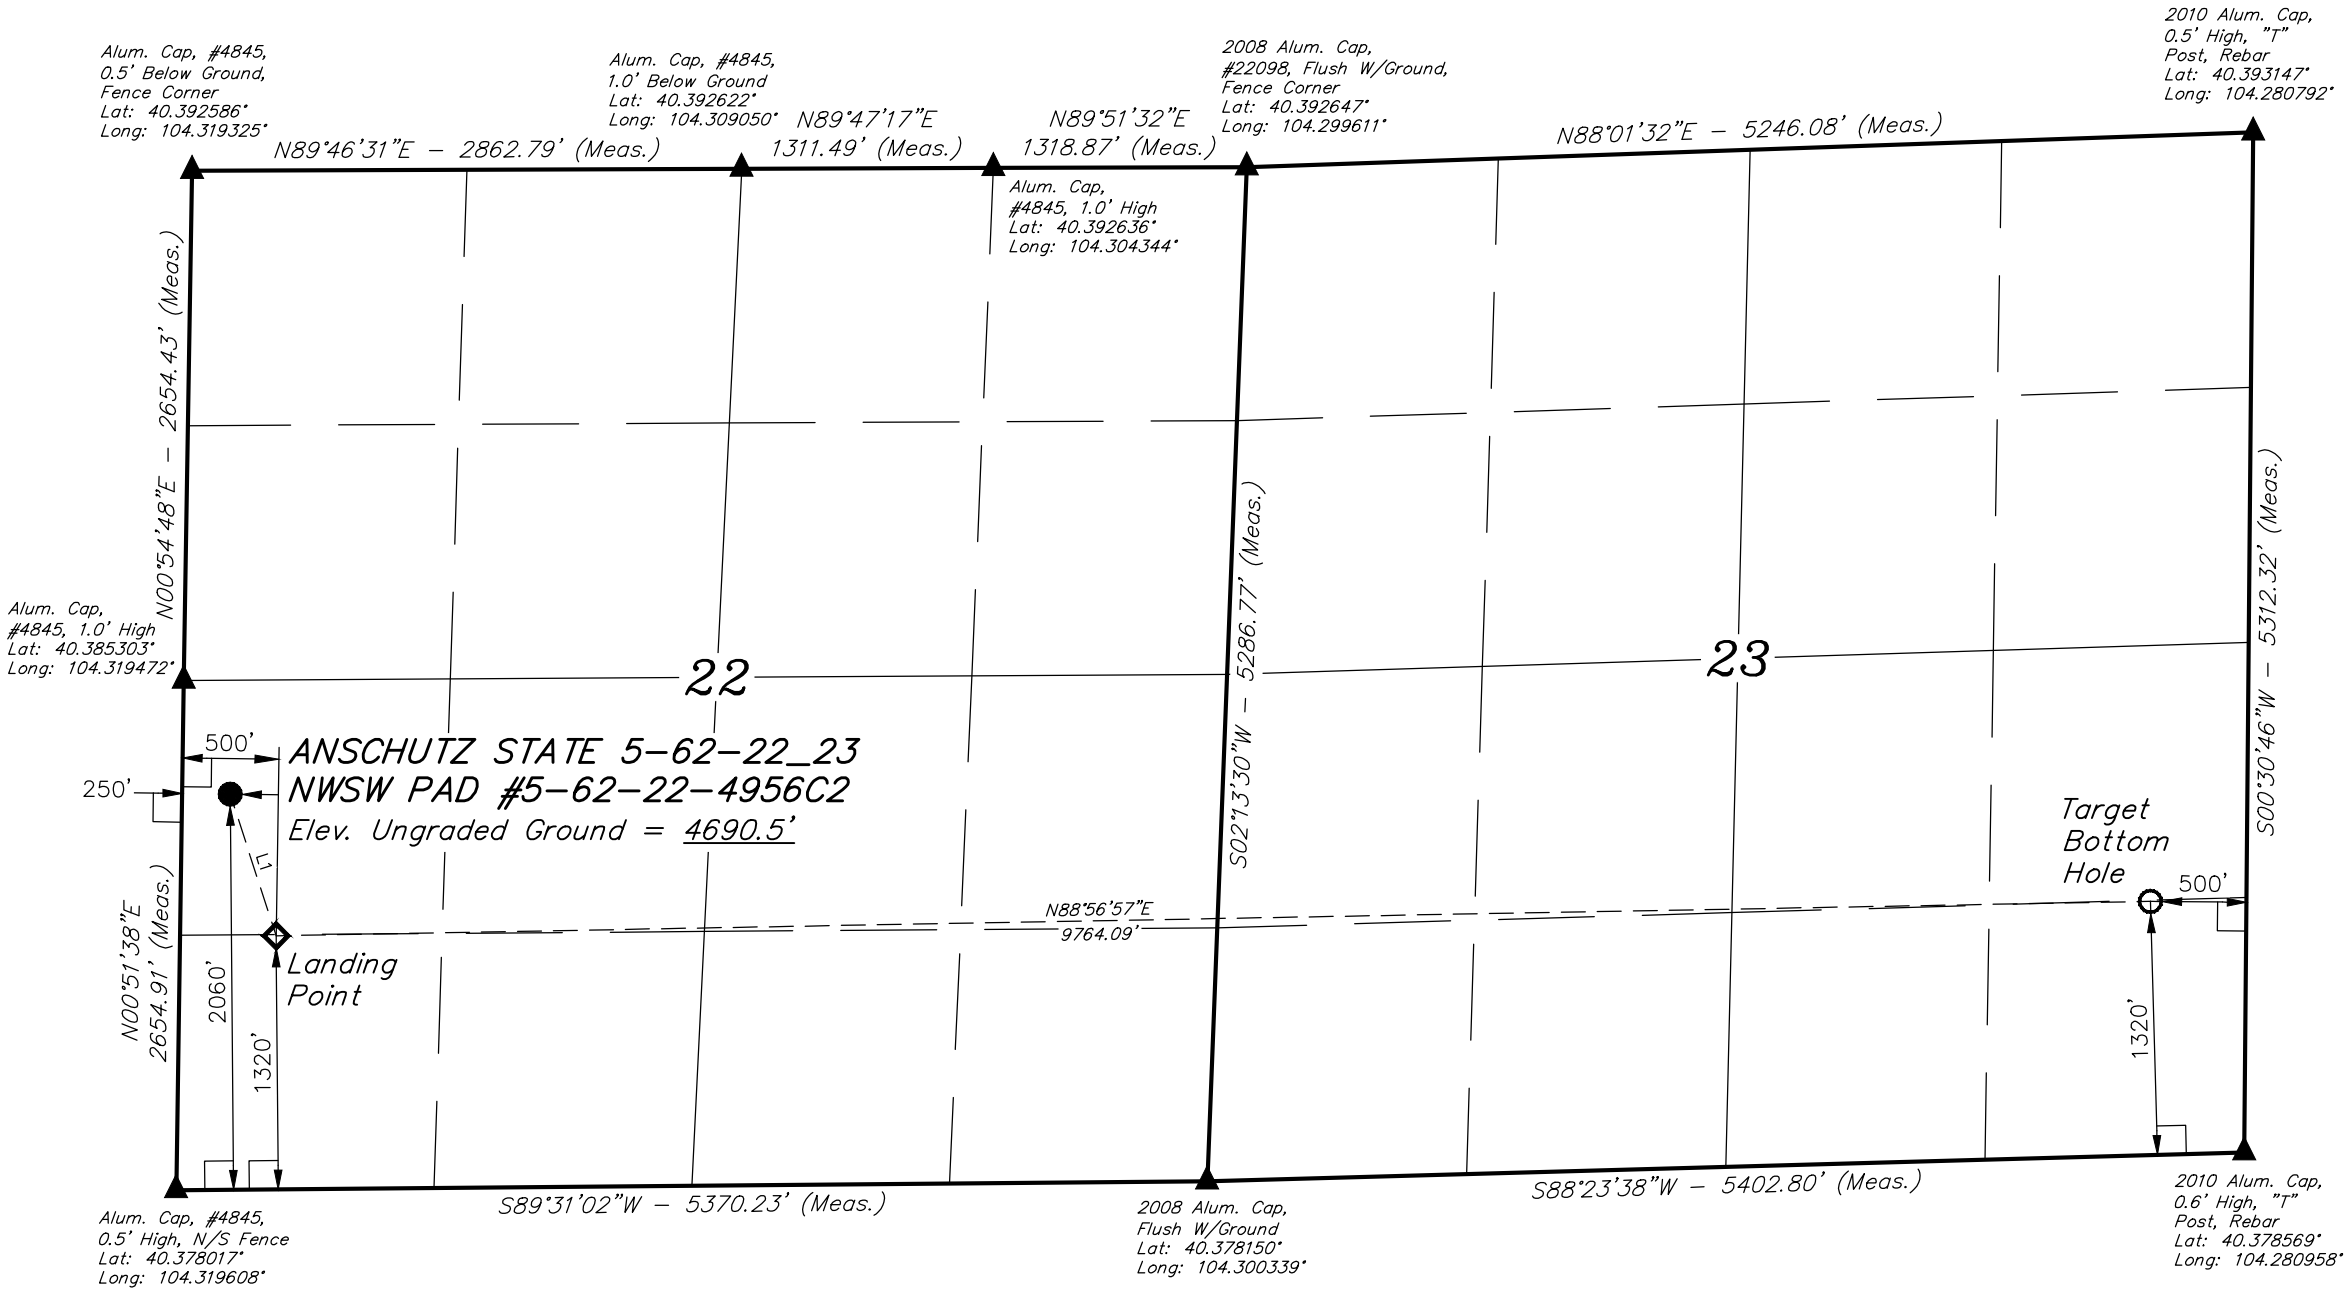 Alum. Cap, #4845,
0.5' Below Ground,
Fence Corner
Lat: 40.392586°
Long: 104.319325°
Alum. Cap, #4845,
1.0' Below Ground
Lat: 40.392622°
Long: 104.309050°
2008 Alum. Cap,
#22098, Flush W/Ground,
Fence Corner
Lat: 40.392647°
Long: 104.299611°
2010 Alum. Cap,
0.5' High, "T"
Post, Rebar
Lat: 40.393147°
Long: 104.280792°
N89°46'31"E - 2862.79' (Meas.)
N89°47'17"E
1311.49' (Meas.)
N89°51'32"E
1318.87' (Meas.)
N88°01'32"E - 5246.08' (Meas.)
Alum. Cap,
#4845, 1.0' High
Lat: 40.392636°
Long: 104.304344°
N00°54'48"E - 2654.43' (Meas.)
Alum. Cap,
#4845, 1.0' High
Lat: 40.385303°
Long: 104.319472°
22
23
S02°13'30"W - 5286.77' (Meas.)
S00°30'46"W - 5312.32' (Meas.)
500'
250'
ANSCHUTZ STATE 5-62-22_23
NWSW PAD #5-62-22-4956C2
Elev. Ungraded Ground = 4690.5'
L1
Target
Bottom
Hole
500'
N88°56'57"E
9764.09'
Landing
Point
N00°51'38"E
2654.91' (Meas.)
2060'
1320'
1320'
S89°31'02"W - 5370.23' (Meas.)
S88°23'38"W - 5402.80' (Meas.)
Alum. Cap, #4845,
0.5' High, N/S Fence
Lat: 40.378017°
Long: 104.319608°
2008 Alum. Cap,
Flush W/Ground
Lat: 40.378150°
Long: 104.300339°
2010 Alum. Cap,
0.6' High, "T"
Post, Rebar
Lat: 40.378569°
Long: 104.280958°